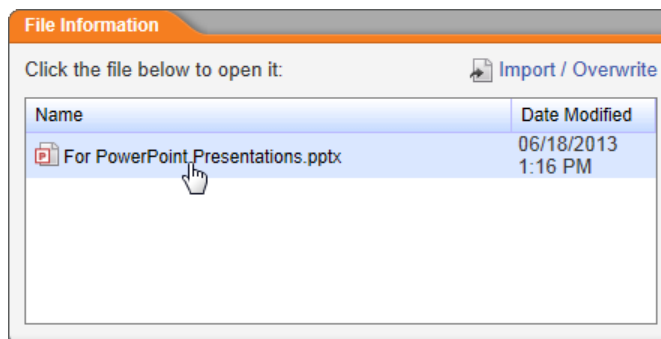 File Information
Click the file below to open it:
Import / Overwrite
Name
Date Modified
For PowerPoint Presentations.pptx
06/18/2013
1:16 PM